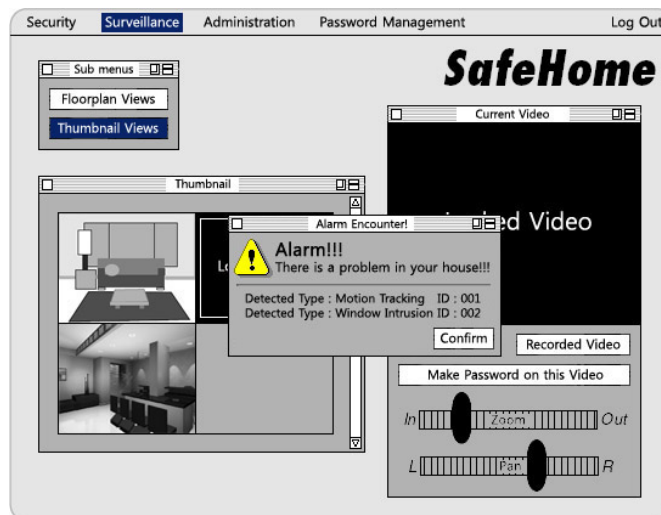 Security Surveillance Administration Password Management Log Out
SafeHome
Sub menus
Floorplan Views
Thumbnail Views
Current Video
Thumbnail
Video
Alarm Encounter!
Alarm!!!
There is a problem in your house!!!
Detected Type : Motion Tracking ID : 001
Detected Type : Window Intrusion ID : 002
Confirm
Recorded Video
Make Password on this Video
In Zoom Out
L Pan R